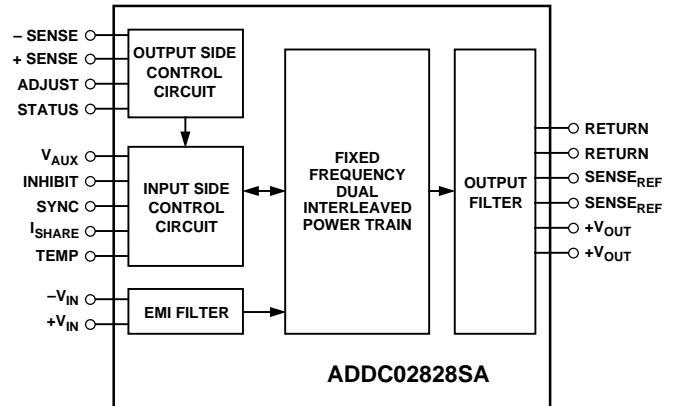 – SENSE
+ SENSE
ADJUST
STATUS
OUTPUT SIDE
CONTROL
CIRCUIT
VAUX
INHIBIT
SYNC
ISHARE
TEMP
INPUT SIDE
CONTROL
CIRCUIT
–VIN
+VIN
EMI FILTER
FIXED
FREQUENCY
DUAL
INTERLEAVED
POWER TRAIN
OUTPUT
FILTER
RETURN
RETURN
SENSEREF
SENSEREF
+VOUT
+VOUT
ADDC02828SA